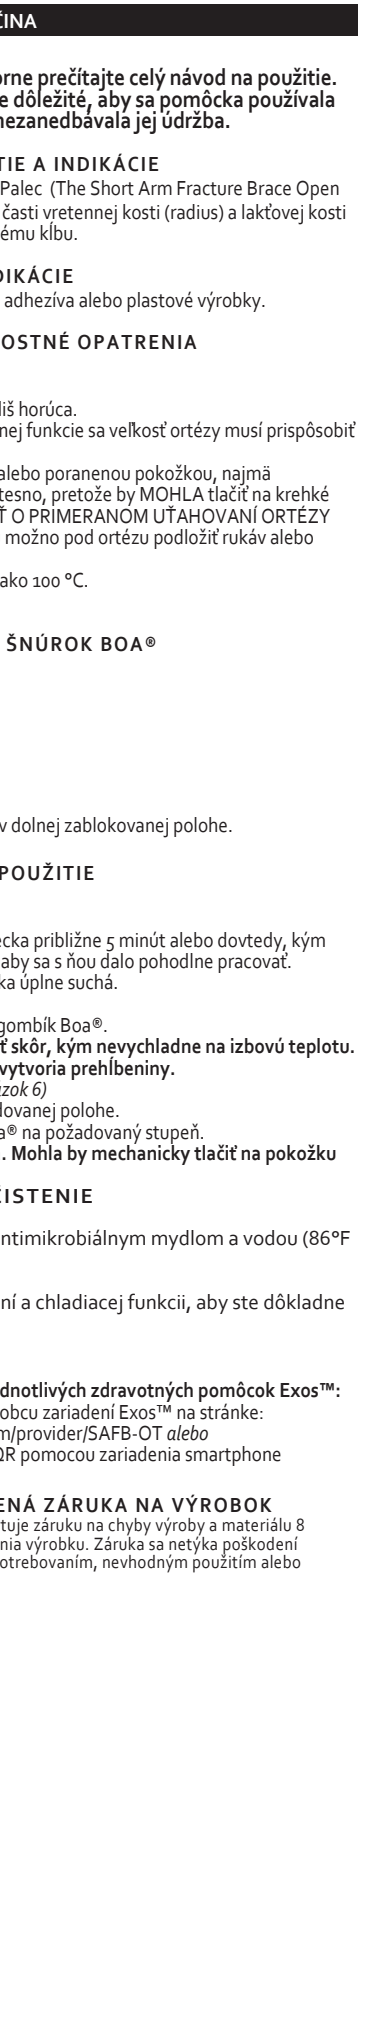 ČINA
orne prečítajte celý návod na použitie.
e dôležité, aby sa pomôcka používala
nezanedbávala jej údržba.
TIE A INDIKÁCIE
Palec (The Short Arm Fracture Brace Open
časti vretennej kosti (radius) a lakťovej kosti
ému kĺbu.
DIKÁCIE
adhezíva alebo plastové výrobky.
OSTNÉ OPATRENIA
liš horúca.
nej funkcie sa veľkosť ortézy musí prispôsobiť
alebo poranenou pokožkou, najmä
tesno, pretože by MOHLA tlačiť na krehké
Ť O PRIMERANOM UŤAHOVANÍ ORTÉZY
možno pod ortézu podložiť rukáv alebo
ako 100 °C.
ŠNÚROK BOA®
v dolnej zablokovanej polohe.
POUŽITIE
ecka približne 5 minút alebo dovtedy, kým
aby sa s ňou dalo pohodlne pracovať.
ka úplne suchá.
gombík Boa®.
ť skôr, kým nevychladne na izbovú teplotu.
vytvoria prehĺbeniny.
azok 6)
dovanej polohe.
a® na požadovaný stupeň.
. Mohla by mechanicky tlačiť na pokožku
ČISTENIE
ntimikrobiálnym mydlom a vodou (86°F
ní a chladiacej funkcii, aby ste dôkladne
dnotlivých zdravotných pomôcok Exos™:
obcu zariadení Exos™ na stránke:
m/provider/SAFB-OT alebo
QR pomocou zariadenia smartphone
ENÁ ZÁRUKA NA VÝROBOK
tuje záruku na chyby výroby a materiálu 8
nia výrobku. Záruka sa netýka poškodení
otrebovaním, nevhodným použitím alebo